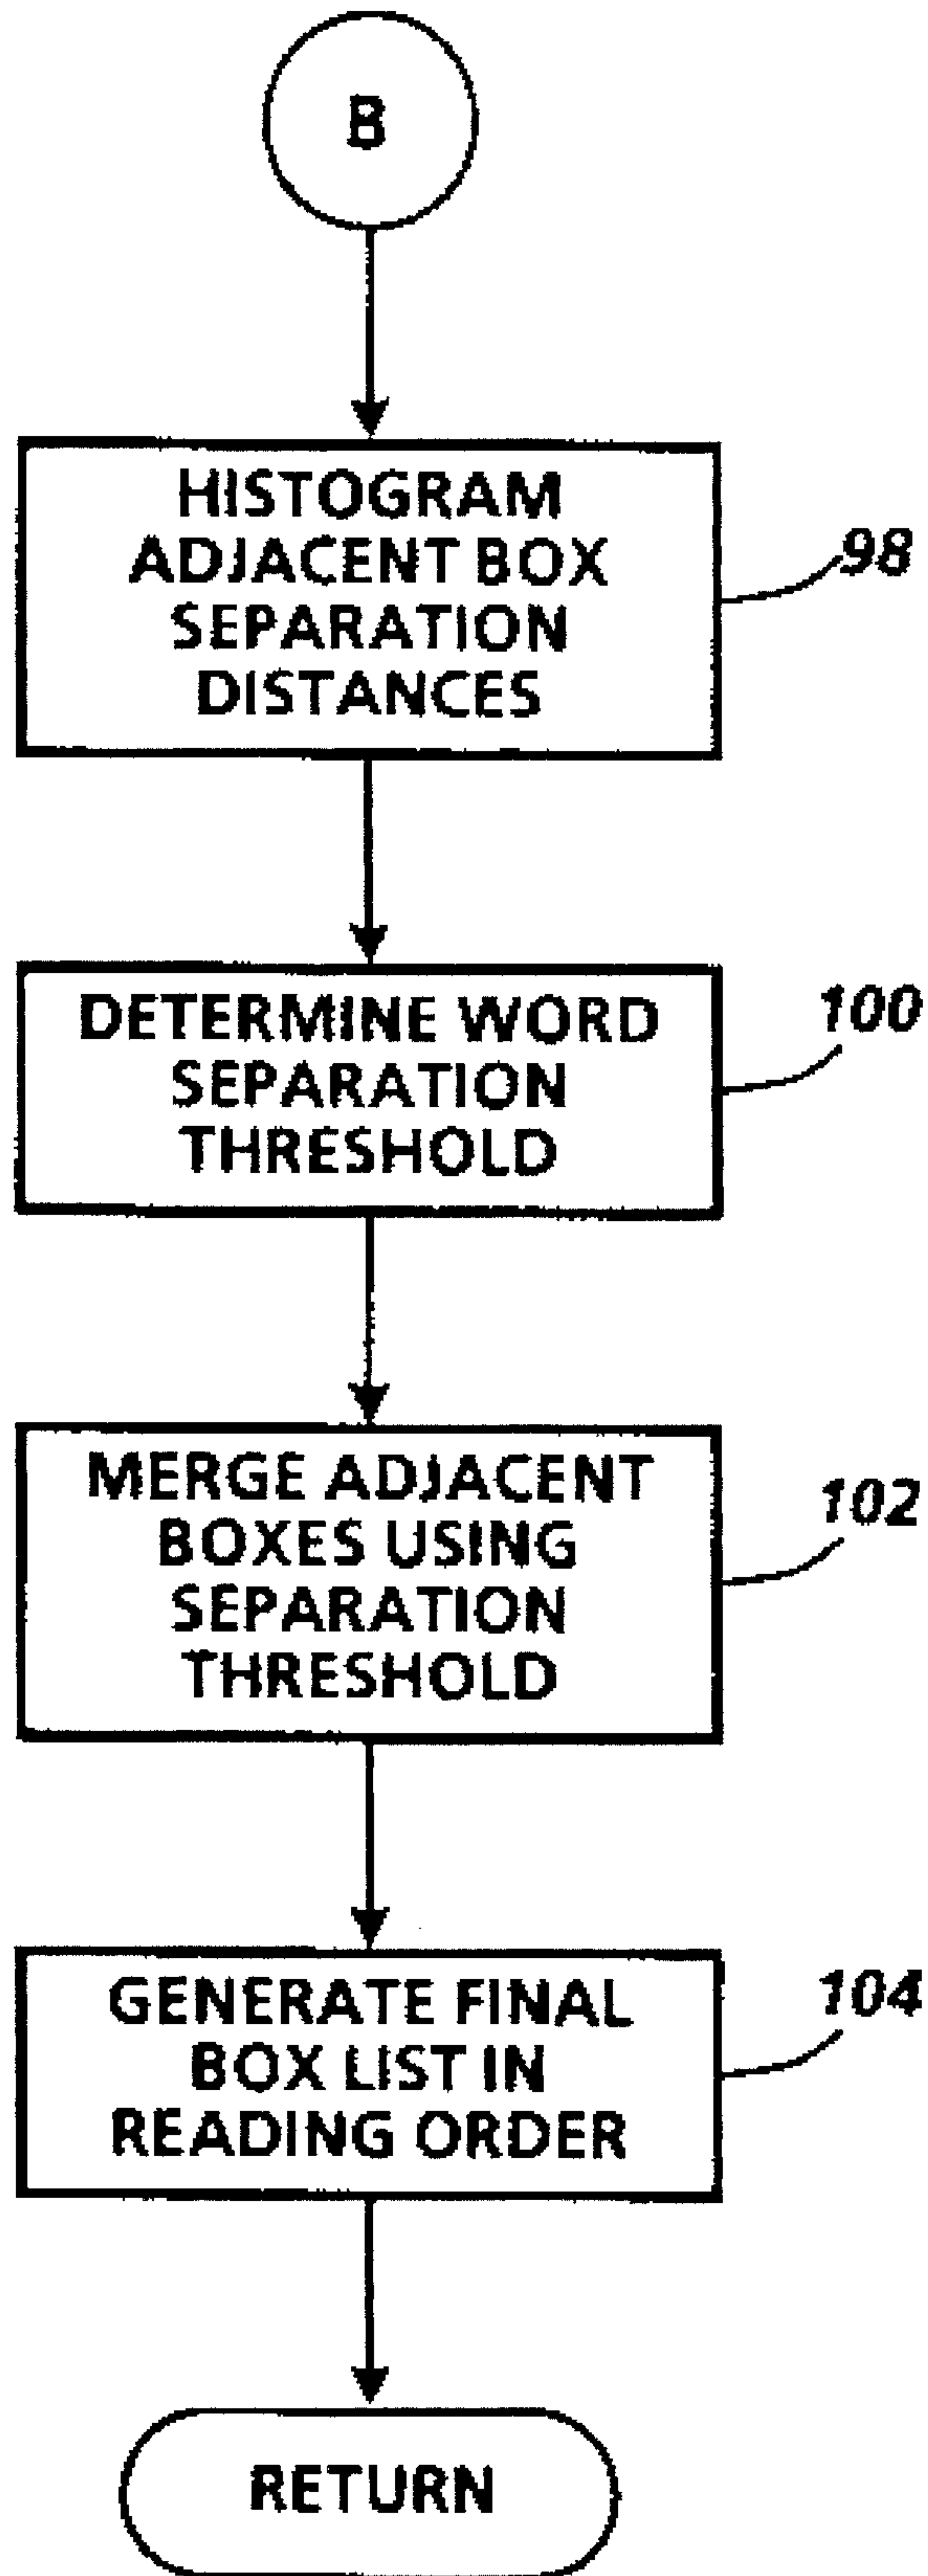 B
HISTOGRAM
ADJACENT BOX
SEPARATION
DISTANCES
98
DETERMINE WORD
SEPARATION
THRESHOLD
100
MERGE ADJACENT
BOXES USING
SEPARATION
THRESHOLD
102
GENERATE FINAL
BOX LIST IN
READING ORDER
104
RETURN